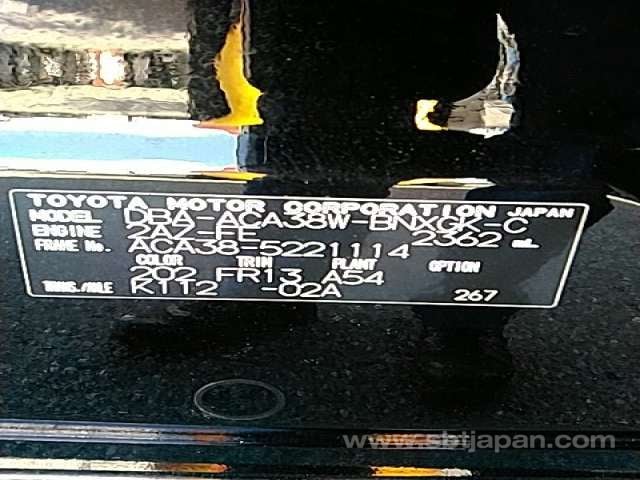 TOYOTA MOTOR CORPORATION JAPAN
MODEL DBA-ACA38W-BNXGK-C
ENGINE 2AZ-FE 2362 mL
FRAME No. ACA38-5221114
COLOR TRIM PLANT OPTION
202 FR13 A54
TRANS./AXLE K112 -02A 267
www.sbtjapan.com